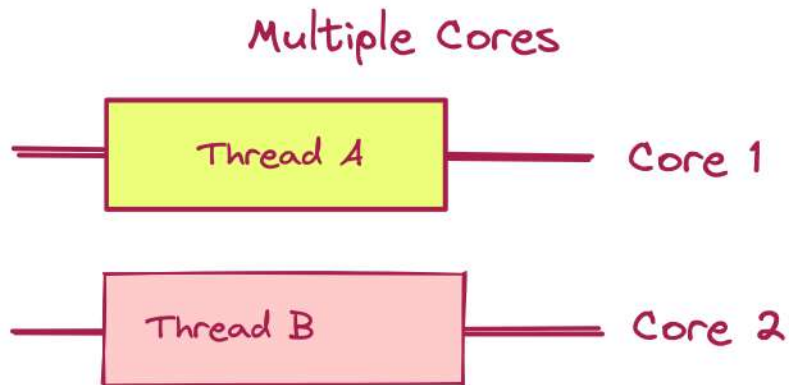 Multiple Cores
Thread A
Core 1
Thread B
Core 2